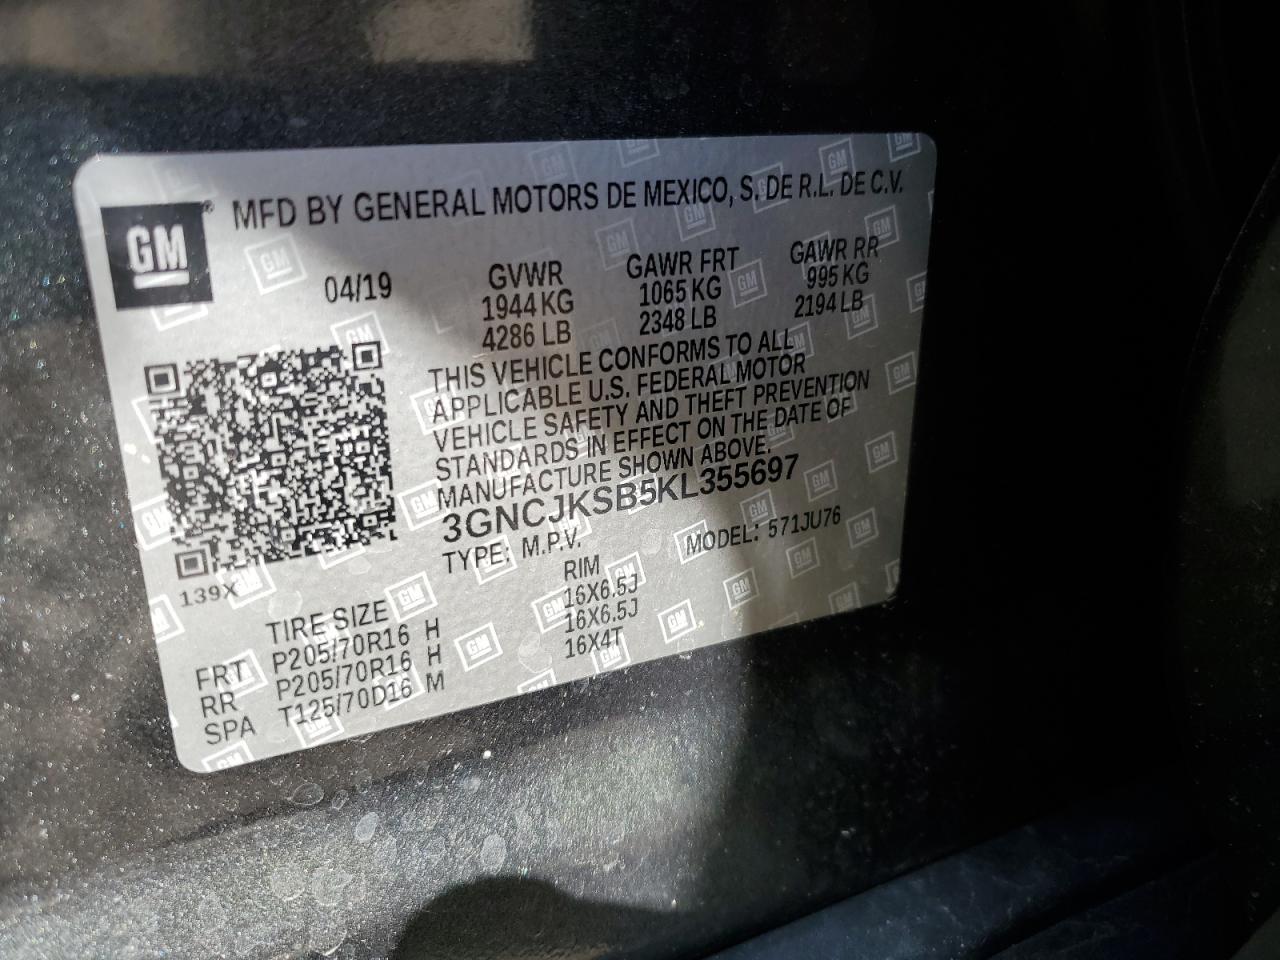 MFD BY GENERAL MOTORS DE MEXICO, S. DE R.L. DE C.V.
GM®
04/19
GVWR GAWR FRT GAWR RR
1944 KG 1065 KG 995 KG
4286 LB 2348 LB 2194 LB
THIS VEHICLE CONFORMS TO ALL
APPLICABLE U.S. FEDERAL MOTOR
VEHICLE SAFETY AND THEFT PREVENTION
STANDARDS IN EFFECT ON THE DATE OF
MANUFACTURE SHOWN ABOVE.
3GNCJKSB5KL355697
TYPE: M.P.V. MODEL: 571JU76
139X
TIRE SIZE RIM
FRT P205/70R16 H 16X6.5J
RR P205/70R16 H 16X6.5J
SPA T125/70D16 M 16X4T